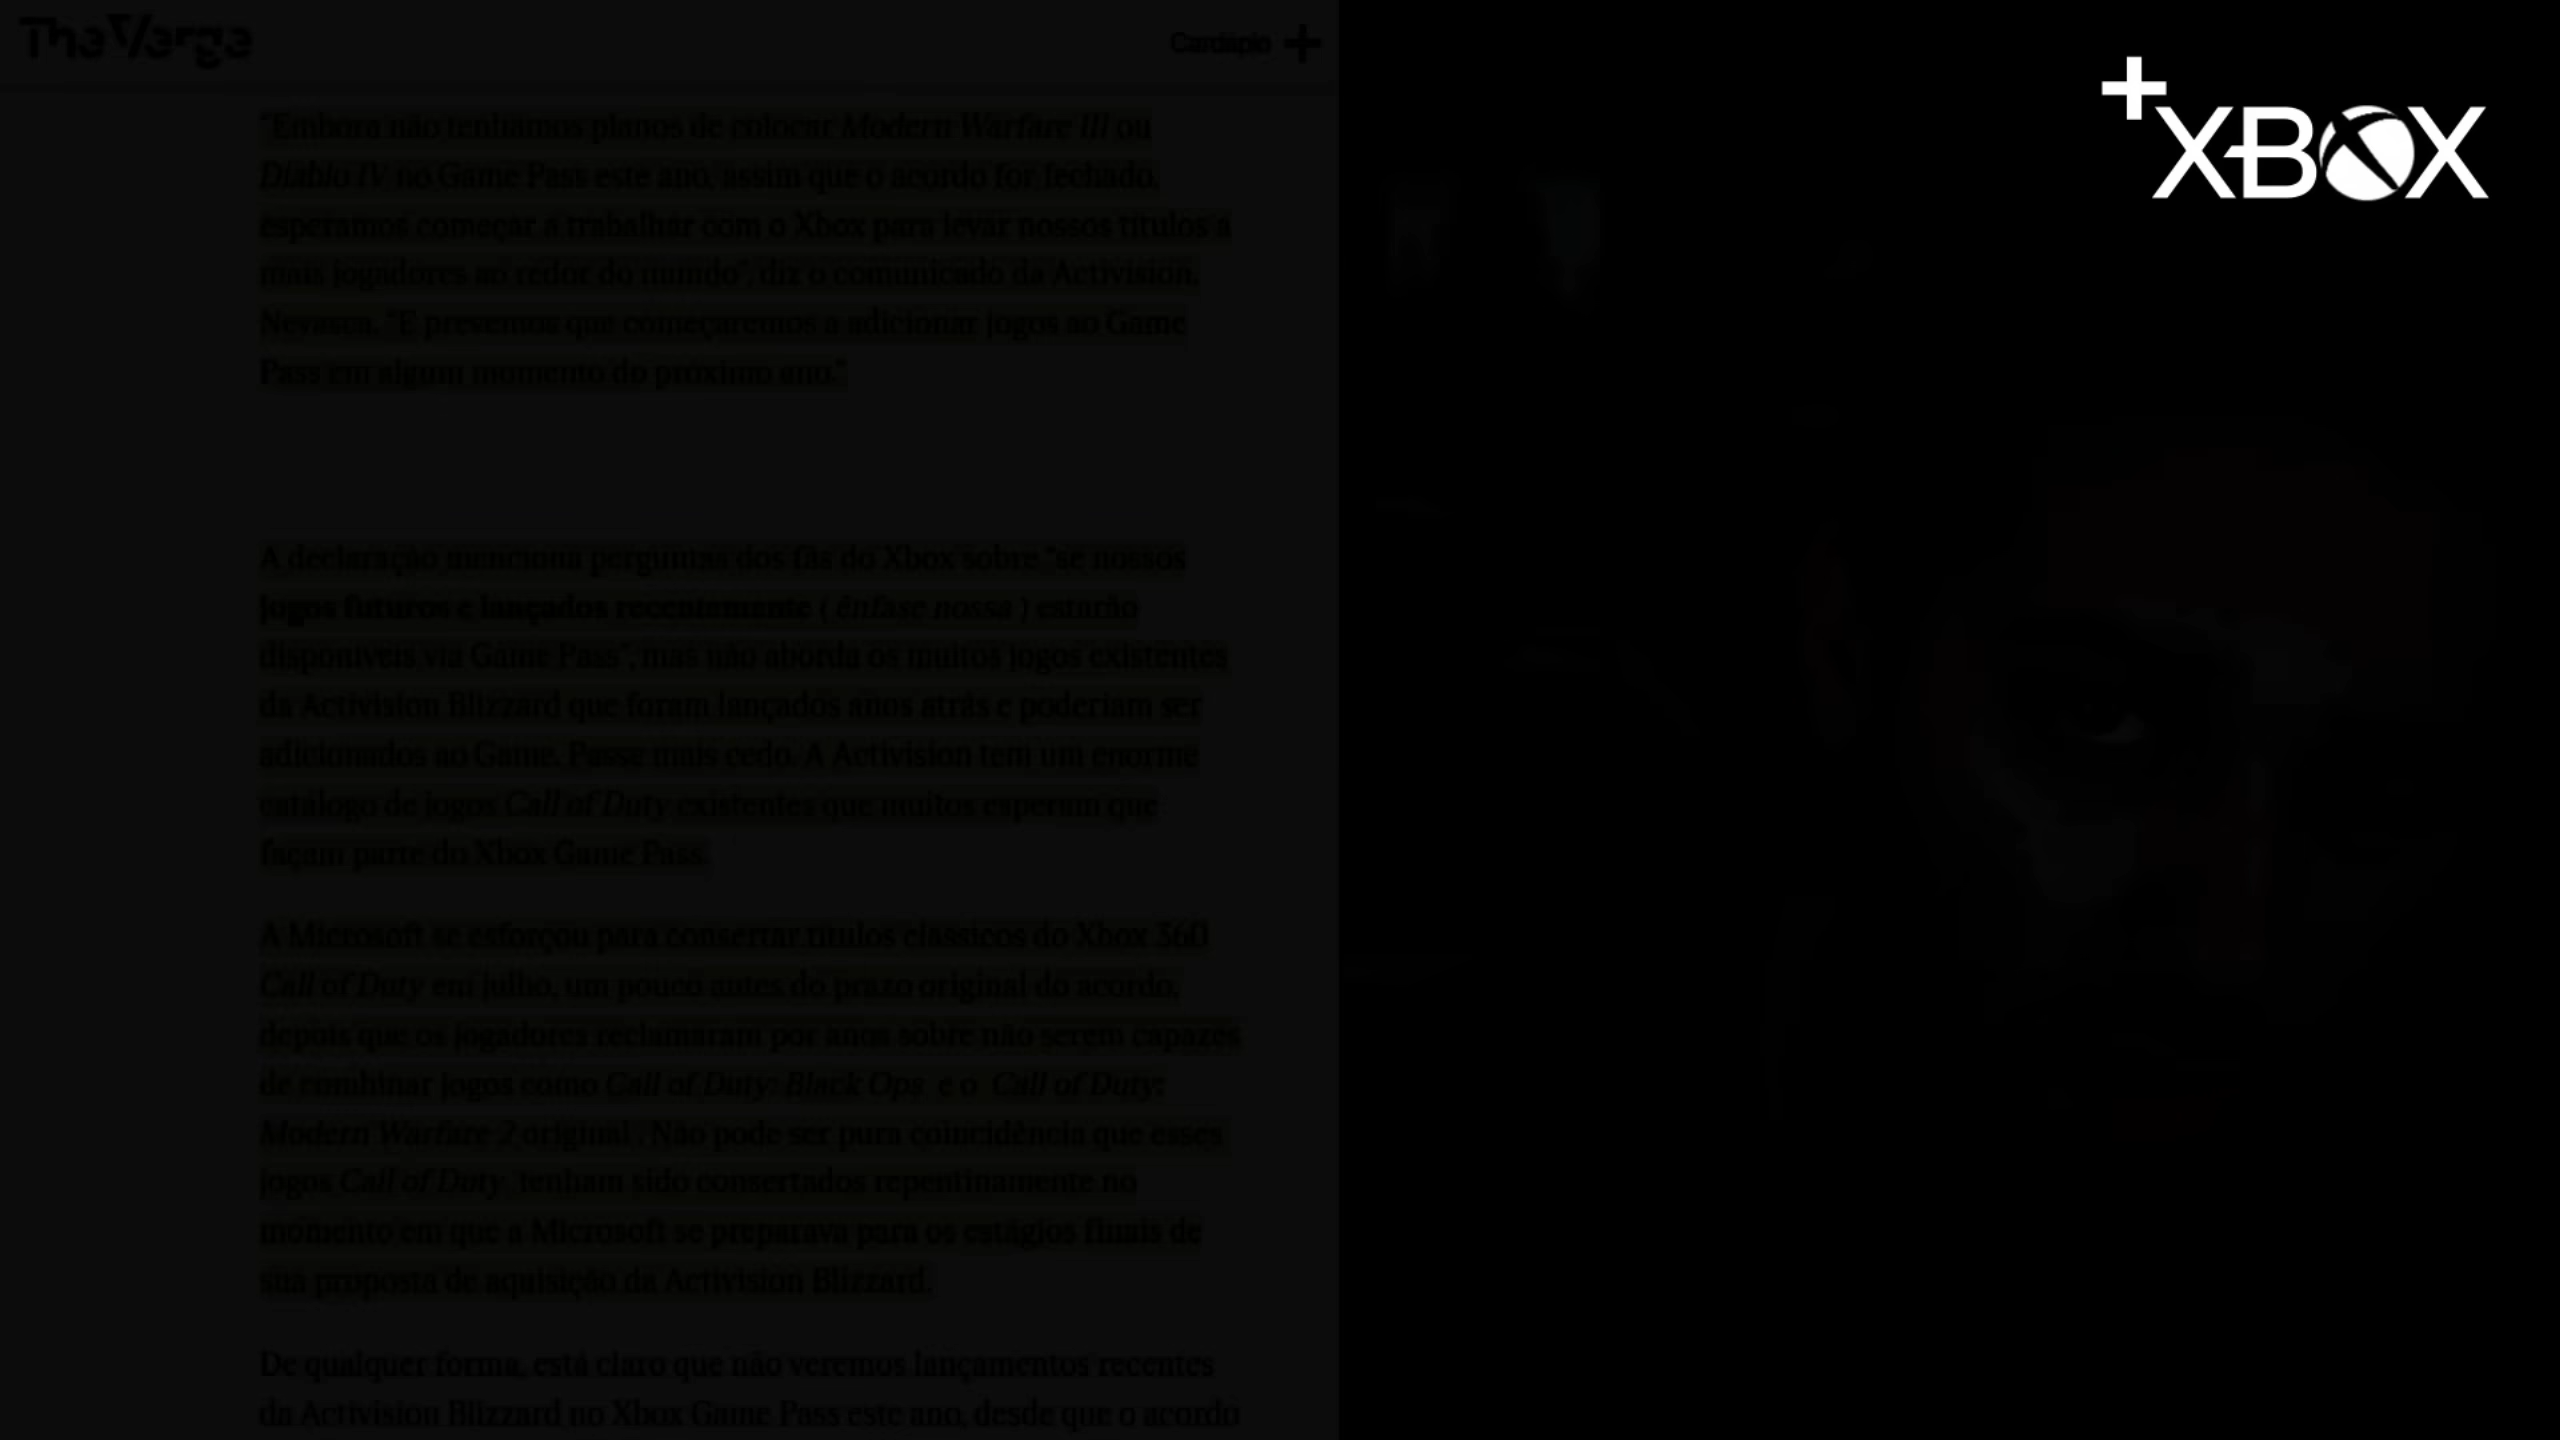 The Verge
Cardápio +
+XBOX
"Embora não tenhamos planos de colocar Modern Warfare III ou
Diablo IV no Game Pass este ano, assim que o acordo for fechado,
esperamos começar a trabalhar com o Xbox para levar nossos títulos a
mais jogadores ao redor do mundo", diz o comunicado da Activision.
Nevasca. "E prevemos que começaremos a adicionar jogos ao Game
Pass em algum momento do próximo ano."
A declaração menciona perguntas dos fãs do Xbox sobre "se nossos
jogos futuros e lançados recentemente ( ênfase nossa ) estarão
disponíveis via Game Pass", mas não aborda os muitos jogos existentes
da Activision Blizzard que foram lançados anos atrás e poderiam ser
adicionados ao Game. Passe mais cedo. A Activision tem um enorme
catálogo de jogos Call of Duty existentes que muitos esperam que
façam parte do Xbox Game Pass.
A Microsoft se esforçou para consertar títulos clássicos do Xbox 360
Call of Duty em julho, um pouco antes do prazo original do acordo,
depois que os jogadores reclamaram por anos sobre não serem capazes
de combinar jogos como Call of Duty: Black Ops e o Call of Duty:
Modern Warfare 2 original . Não pode ser pura coincidência que esses
jogos Call of Duty tenham sido consertados repentinamente no
momento em que a Microsoft se preparava para os estágios finais de
sua proposta de aquisição da Activision Blizzard.
De qualquer forma, está claro que não veremos lançamentos recentes
da Activision Blizzard no Xbox Game Pass este ano, desde que o acordo